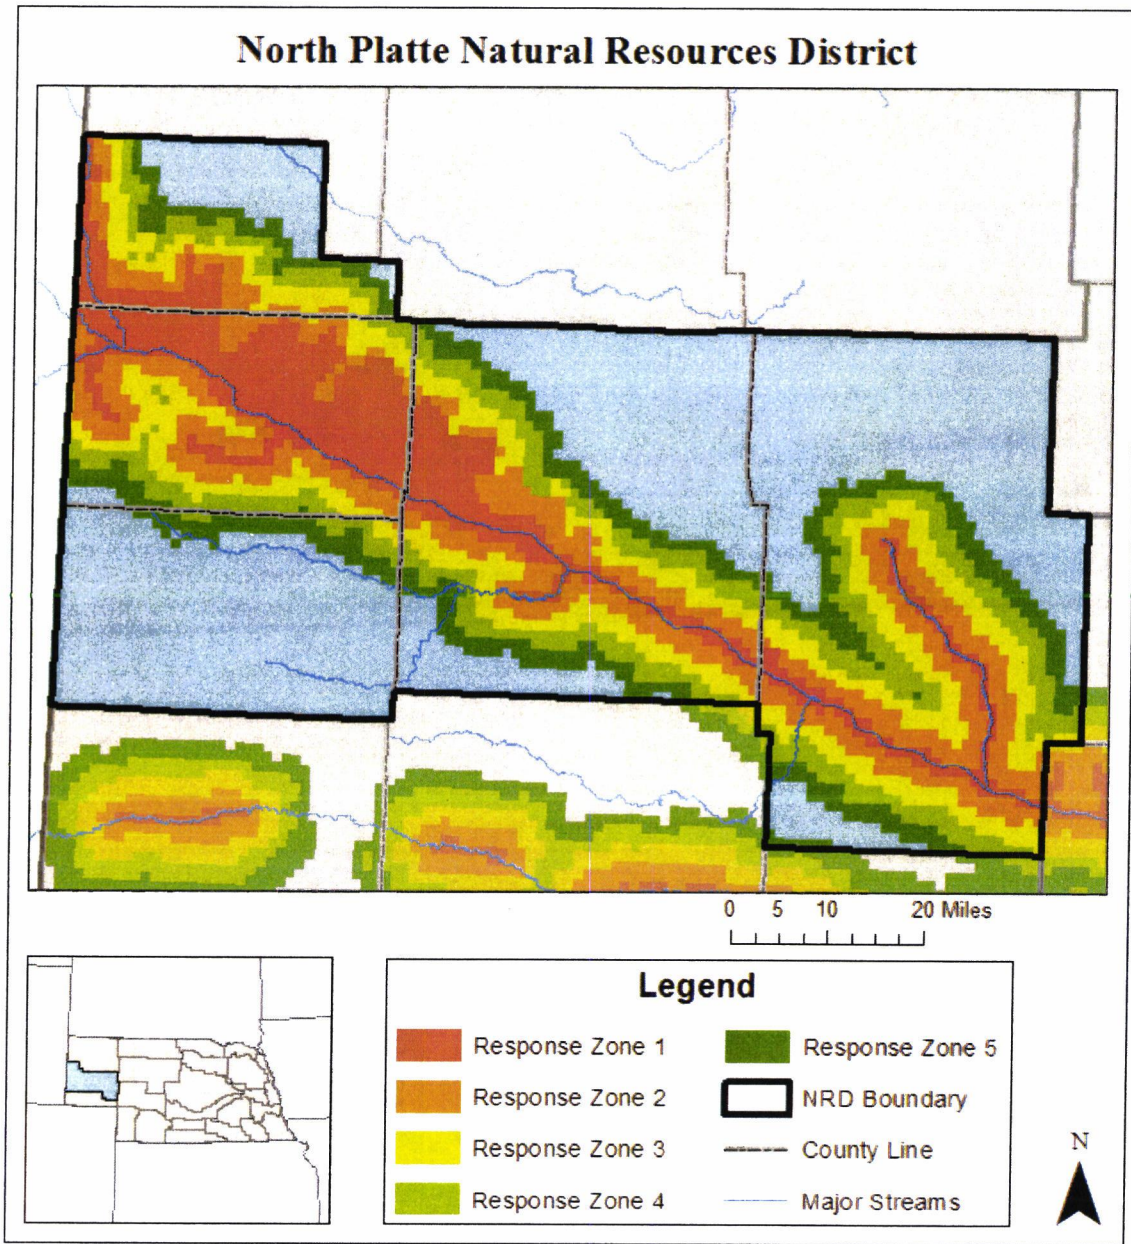 North Platte Natural Resources District
0 5 10 20 Miles
Legend
Response Zone 1
Response Zone 2
Response Zone 3
Response Zone 4
Response Zone 5
NRD Boundary
County Line
Major Streams
N